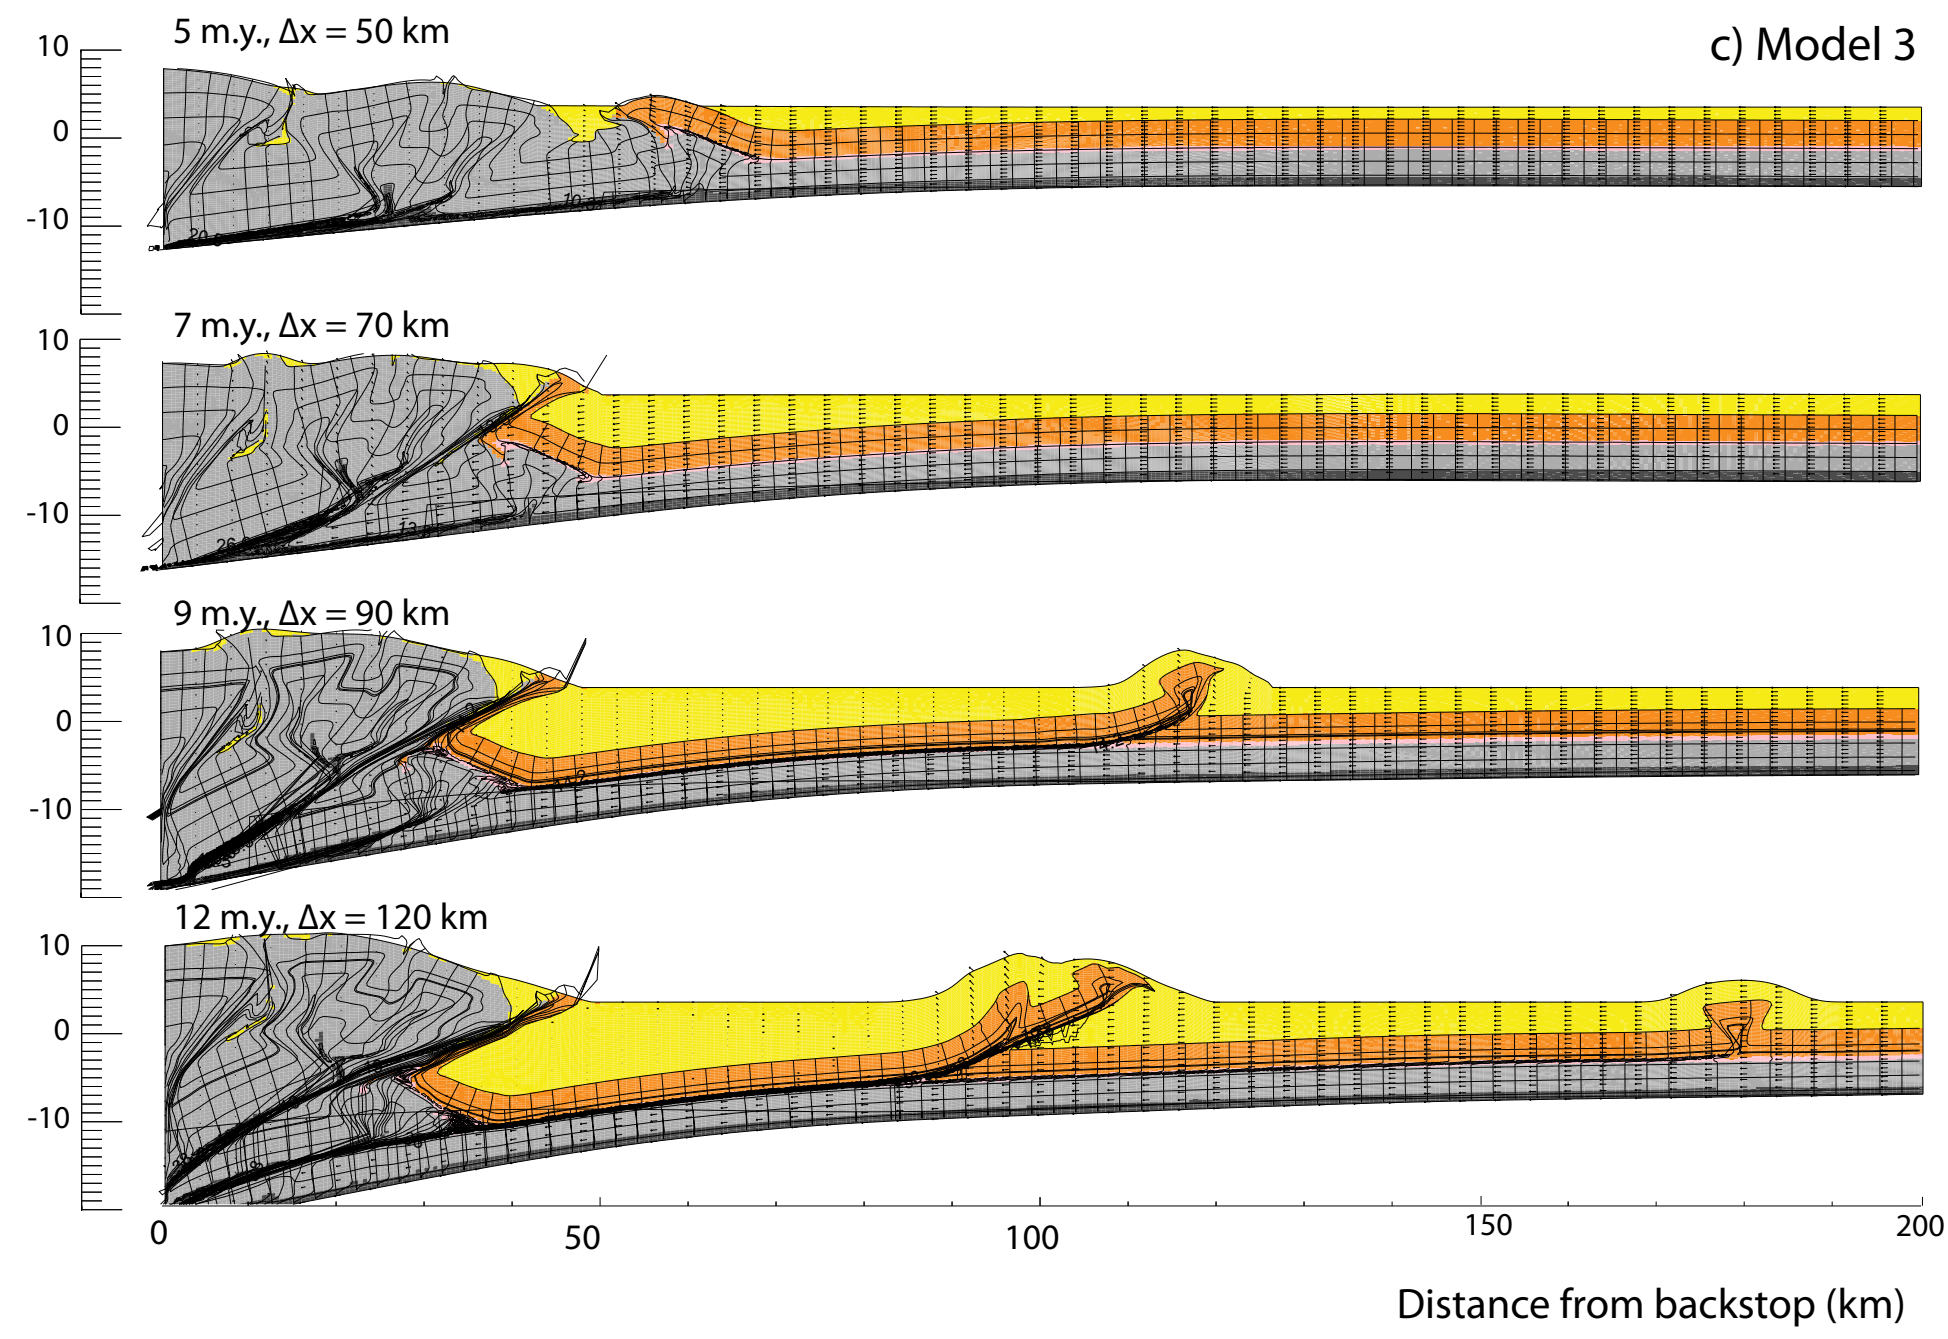 5 m.y., Δx = 50 km
c) Model 3
10
0
-10
7 m.y., Δx = 70 km
10
0
-10
9 m.y., Δx = 90 km
10
0
-10
12 m.y., Δx = 120 km
10
0
-10
0
50
100
150
200
Distance from backstop (km)